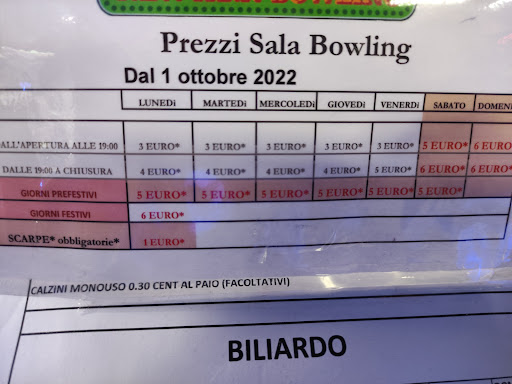 Prezzi Sala Bowling
Dal 1 ottobre 2022
LUNEDì MARTEDì MERCOLEDì GIOVEDì VENERDì SABATO DOMENI
ALL'APERTURA ALLE 19:00 3 EURO* 3 EURO* 3 EURO* 3 EURO* 3 EURO* 5 EURO* 6 EURO*
DALLE 19:00 A CHIUSURA 4 EURO* 4 EURO* 4 EURO* 4 EURO* 5 EURO* 6 EURO* 6 EURO*
GIORNI PREFESTIVI 5 EURO* 5 EURO* 5 EURO* 5 EURO* 5 EURO* 5 EURO*
GIORNI FESTIVI 6 EURO*
SCARPE* obbligatorie* 1 EURO*
CALZINI MONOUSO 0.30 CENT AL PAIO (FACOLTATIVI)
BILIARDO